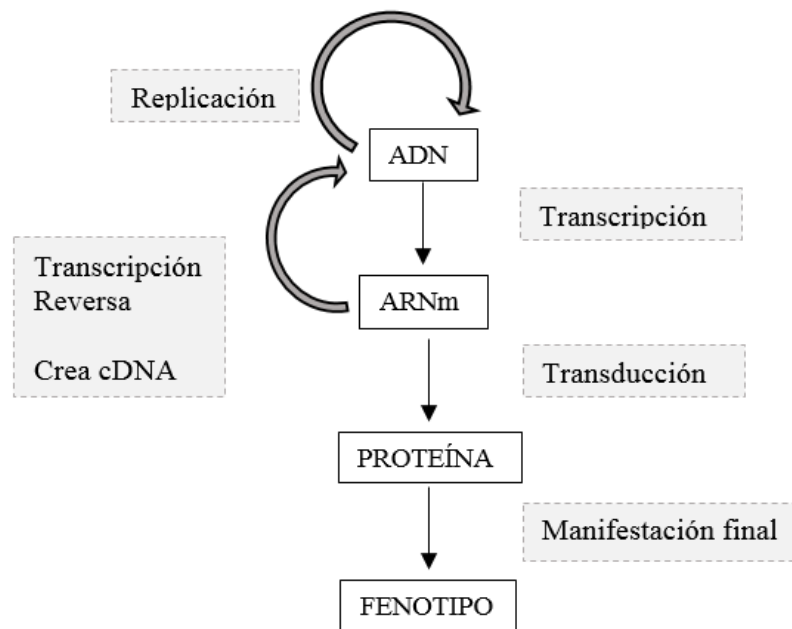 Replicación
ADN
Transcripción
Transcripción
Reversa
Crea cDNA
ARNm
Transducción
PROTEÍNA
Manifestación final
FENOTIPO